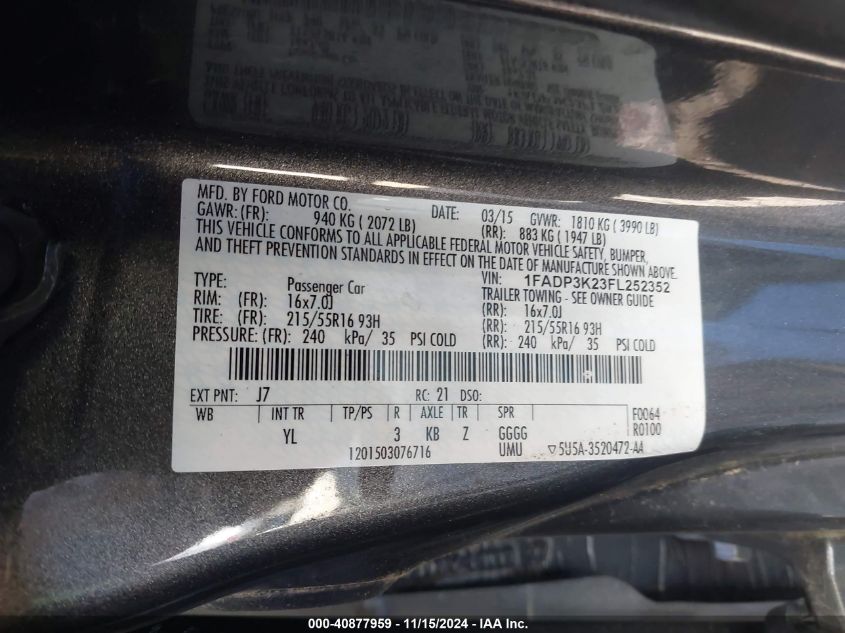 MFD. BY FORD MOTOR CO.
DATE: 03/15 GVWR: 1810 KG ( 3990 LB)
GAWR: (FR): 940 KG ( 2072 LB) (RR): 883 KG ( 1947 LB)
THIS VEHICLE CONFORMS TO ALL APPLICABLE FEDERAL MOTOR VEHICLE SAFETY, BUMPER,
AND THEFT PREVENTION STANDARDS IN EFFECT ON THE DATE OF MANUFACTURE SHOWN ABOVE.
VIN: 1FADP3K23FL252352
TYPE: Passenger Car TRAILER TOWING - SEE OWNER GUIDE
RIM: (FR): 16x7.0J (RR): 16x7.0J
TIRE: (FR): 215/55R16 93H (RR): 215/55R16 93H
PRESSURE: (FR): 240 kPa/ 35 PSI COLD (RR): 240 kPa/ 35 PSI COLD
EXT PNT: J7 RC: 21 DSO:
WB INT TR TP/PS R AXLE TR SPR F0064
YL 3 KB Z GGGG R0100
1201503076716 UMU ▽5U5A-3520472-AA
000-40877959 - 11/15/2024 - IAA Inc.